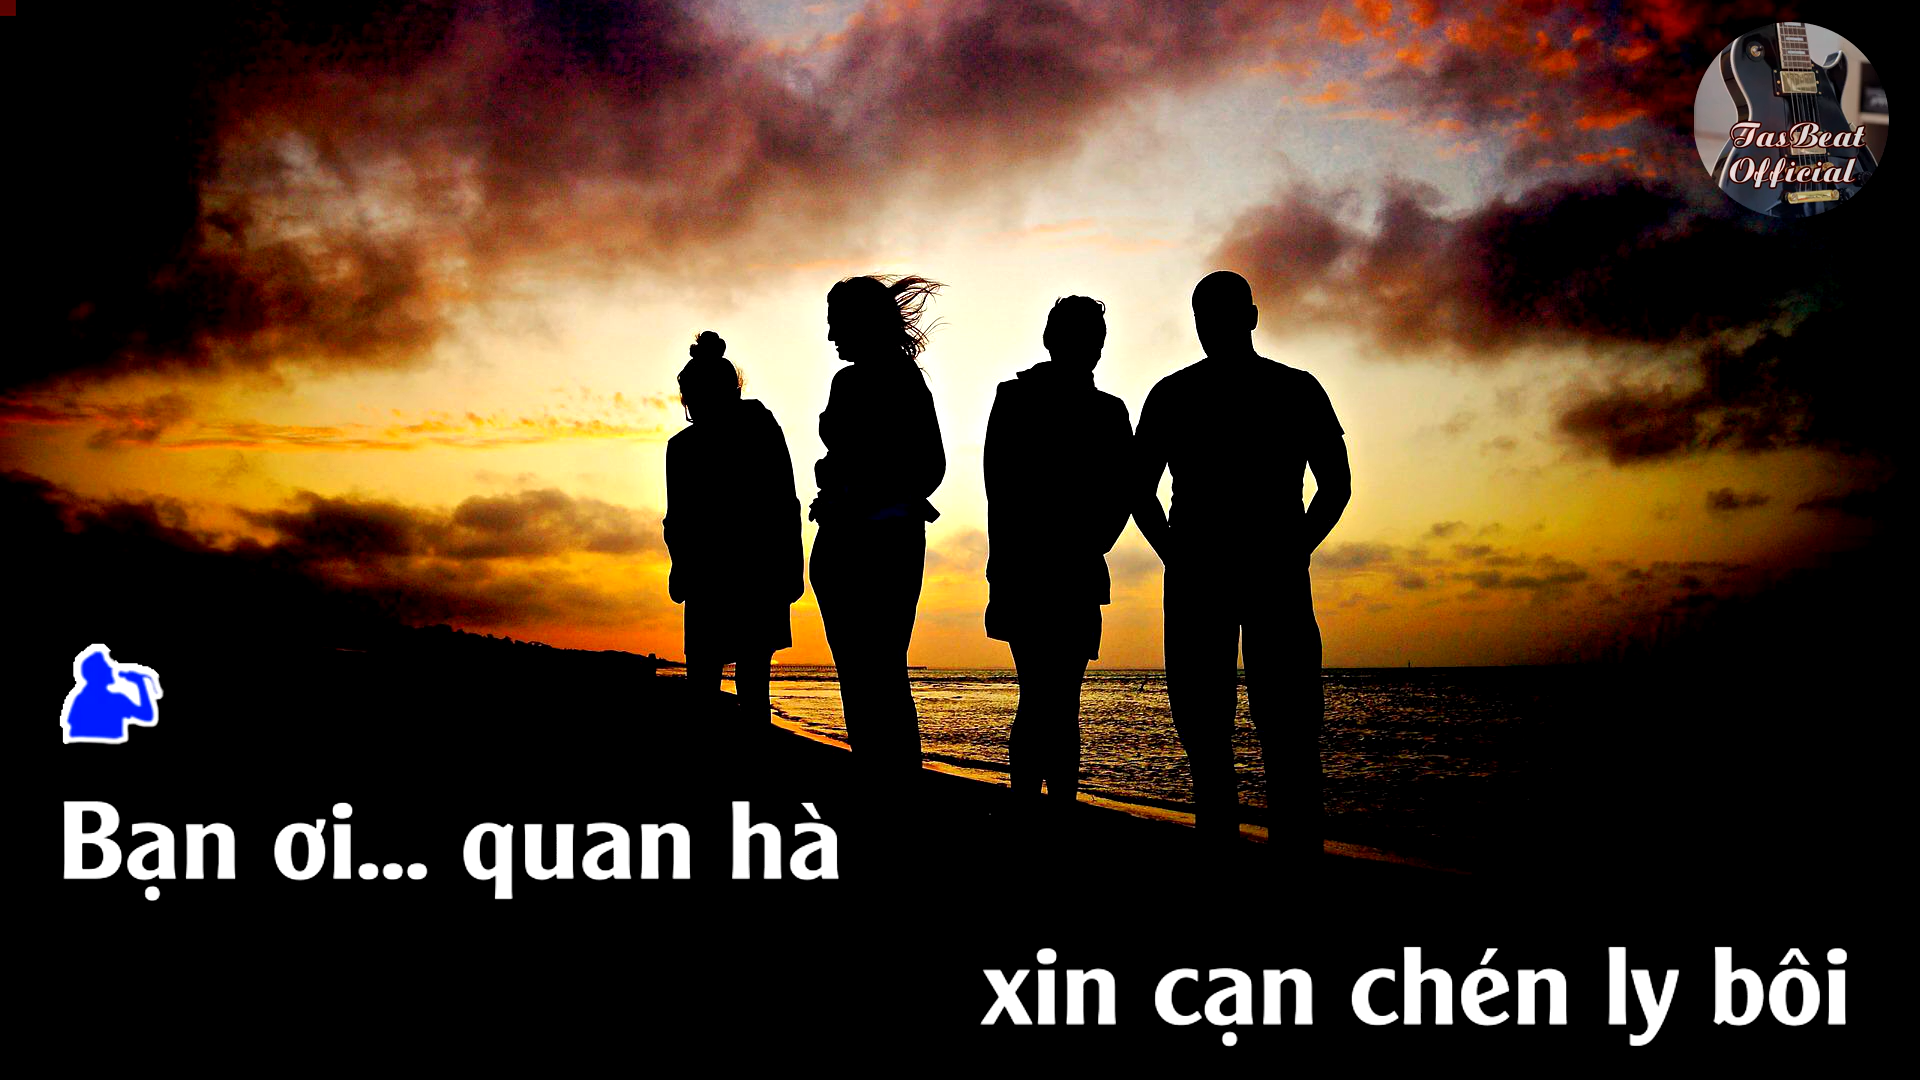 TasBeat
Official
Bạn ơi... quan hà
xin cạn chén ly bôi